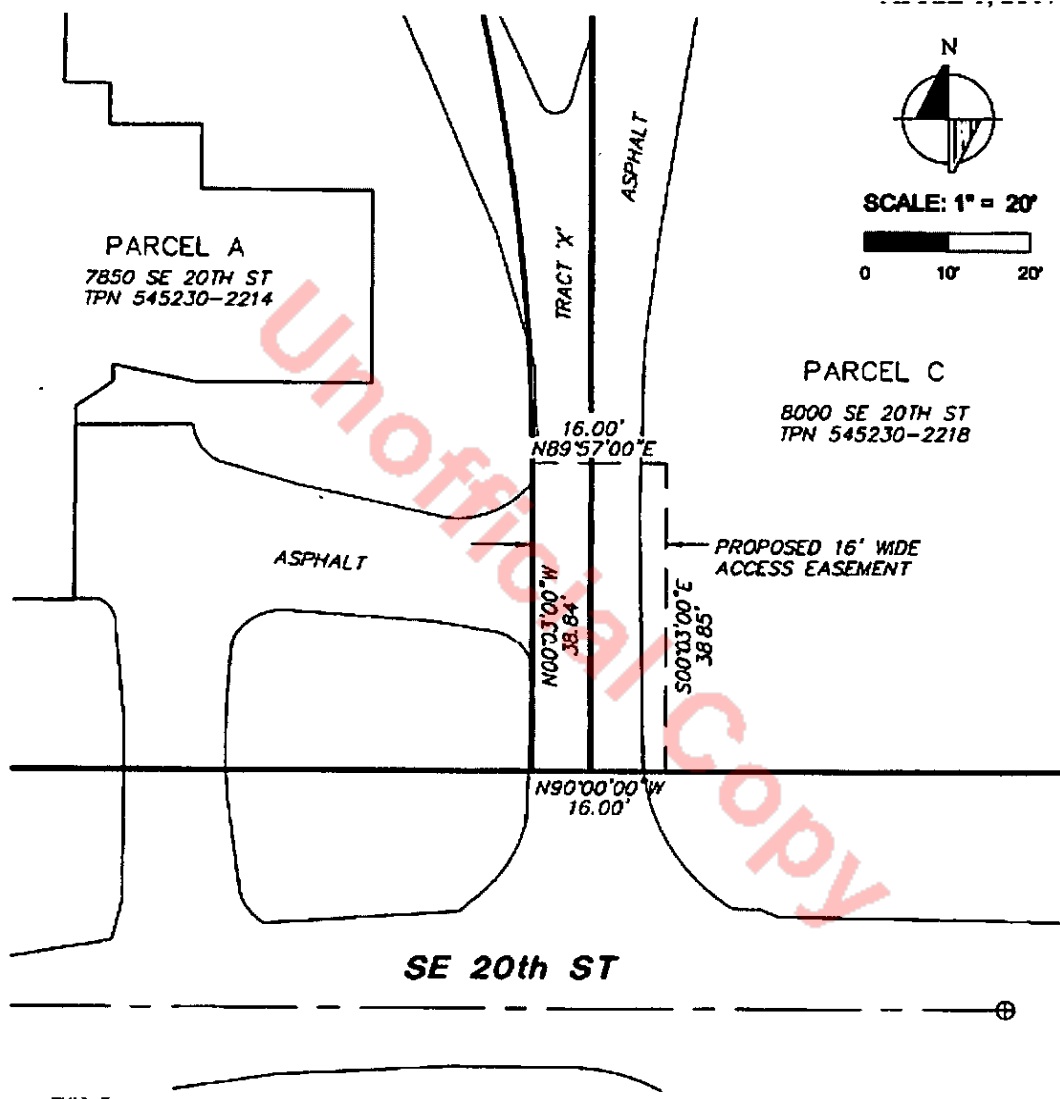 N
SCALE: 1" = 20'
0 10' 20'
PARCEL A
7850 SE 20TH ST
TPN 545230-2214
ASPHALT
TRACT 'X'
PARCEL C
8000 SE 20TH ST
TPN 545230-2218
16.00'
N89°57'00"E
PROPOSED 16' WIDE
ACCESS EASEMENT
ASPHALT
N00°03'00"W
38.84'
S00°03'00"E
38.85'
N90°00'00"W
16.00'
SE 20th ST
Unofficial Copy